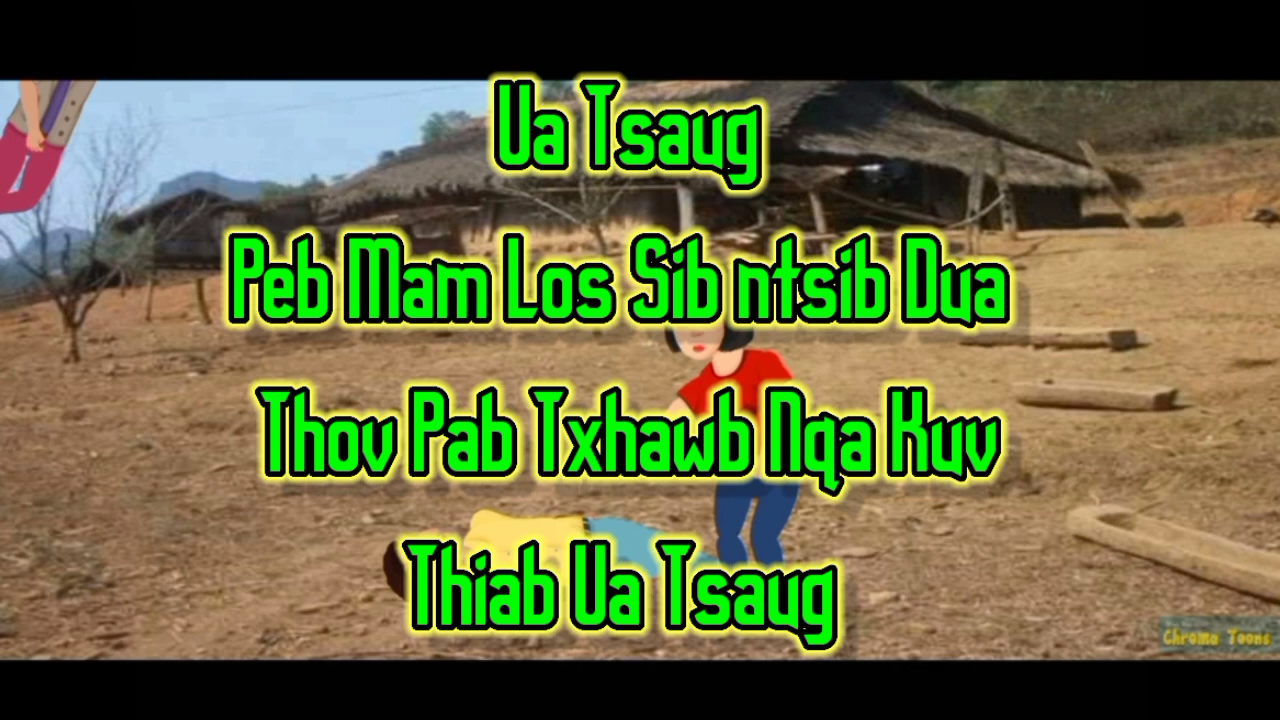 Ua Tsaug
Peb Mam Los Sib ntsib Dua
Thov Pab Txhawb Nqa Kuv
Thiab Ua Tsaug
Chroma Toons